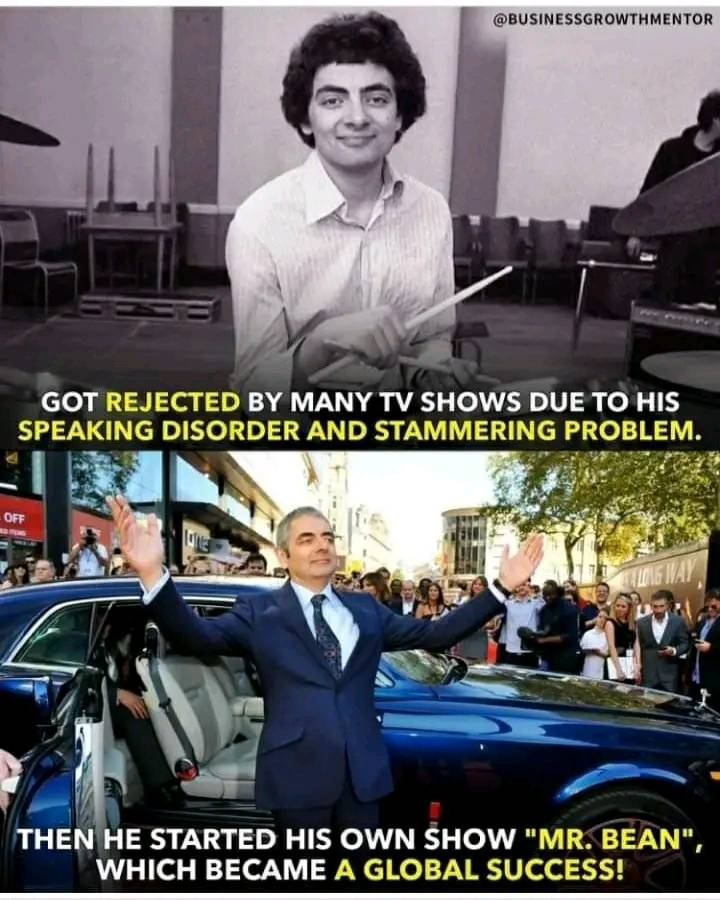 @BUSINESSGROWTHMENTOR
GOT REJECTED BY MANY TV SHOWS DUE TO HIS
SPEAKING DISORDER AND STAMMERING PROBLEM.
OFF
A LONG WAY
THEN HE STARTED HIS OWN SHOW "MR. BEAN",
WHICH BECAME A GLOBAL SUCCESS!